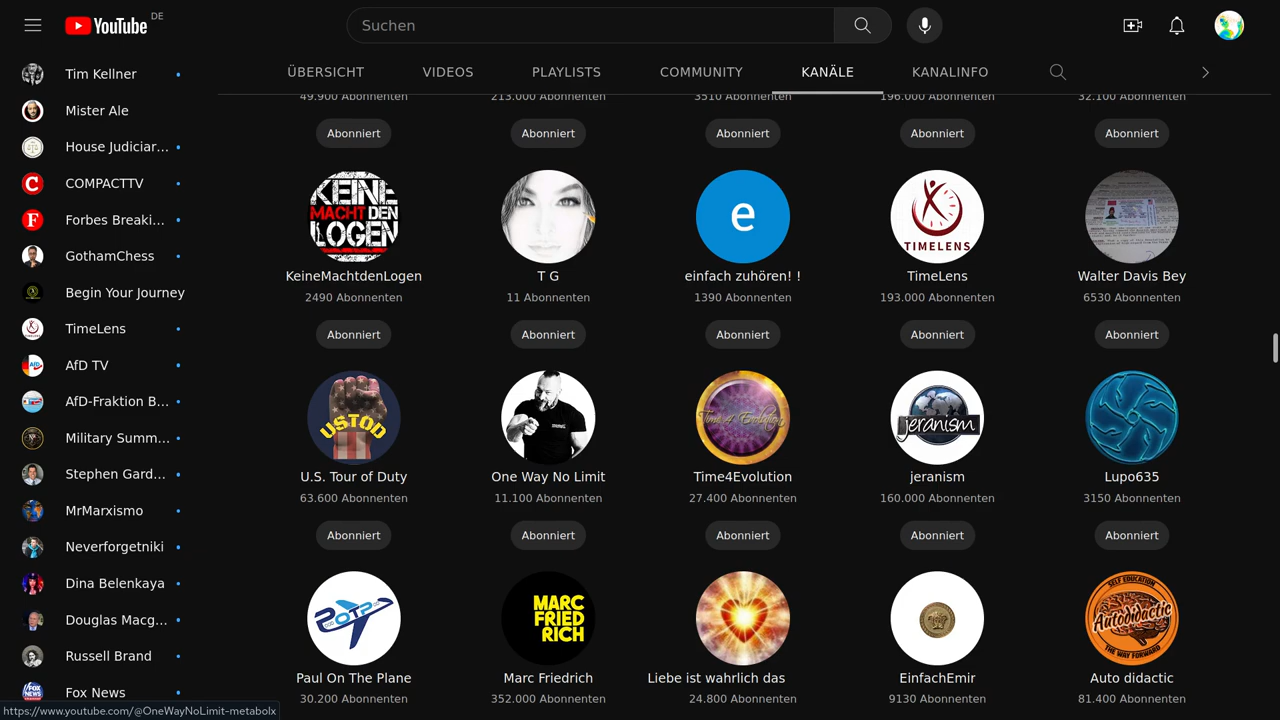 YouTube DE
Suchen
ÜBERSICHT VIDEOS PLAYLISTS COMMUNITY KANÄLE KANALINFO
Tim Kellner
Mister Ale
House Judiciar...
COMPACTTV
Forbes Breaki...
GothamChess
Begin Your Journey
TimeLens
AfD TV
AfD-Fraktion B...
Military Summ...
Stephen Gard...
MrMarxismo
Neverforgetniki
Dina Belenkaya
Douglas Macg...
Russell Brand
Fox News
49.900 Abonnenten 213.000 Abonnenten 3510 Abonnenten 196.000 Abonnenten 32.100 Abonnenten
Abonniert Abonniert Abonniert Abonniert Abonniert
KEINE
MACHT DEN
LOGEN
e
TIMELENS
KeineMachtdenLogen T G einfach zuhören! ! TimeLens Walter Davis Bey
2490 Abonnenten 11 Abonnenten 1390 Abonnenten 193.000 Abonnenten 6530 Abonnenten
Abonniert Abonniert Abonniert Abonniert Abonniert
USTOD
Time 4 Evolution
jeranism
U.S. Tour of Duty One Way No Limit Time4Evolution jeranism Lupo635
63.600 Abonnenten 11.100 Abonnenten 27.400 Abonnenten 160.000 Abonnenten 3150 Abonnenten
Abonniert Abonniert Abonniert Abonniert Abonniert
POTP
MARC
FRIED
RICH
SELF EDUCATION
Autodidactic
THE WAY FORWARD
Paul On The Plane Marc Friedrich Liebe ist wahrlich das EinfachEmir Auto didactic
30.200 Abonnenten 352.000 Abonnenten 24.800 Abonnenten 9130 Abonnenten 81.400 Abonnenten
https://www.youtube.com/@OneWayNoLimit-metabolx